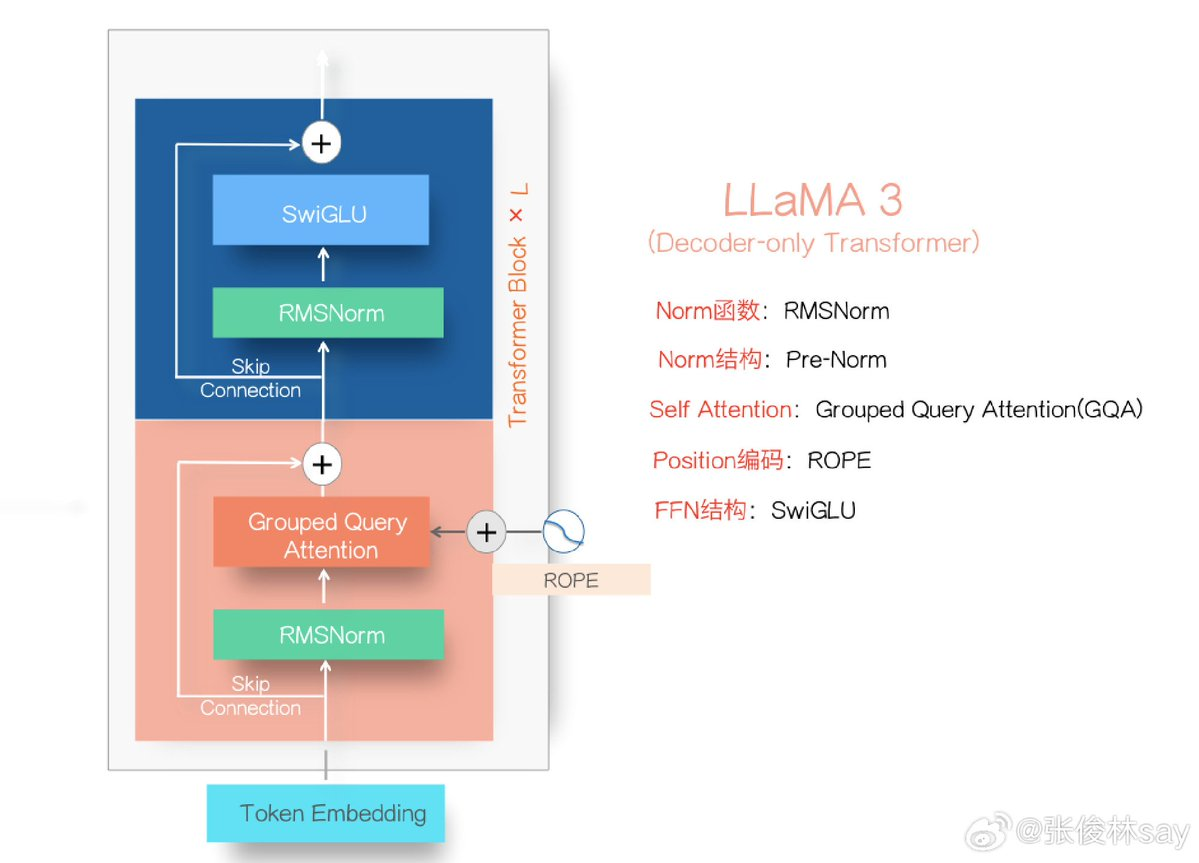 SwiGLU
RMSNorm
Skip
Connection
Grouped Query
Attention
RMSNorm
Skip
Connection
Token Embedding
Transformer Block × L
ROPE
LLaMA 3
(Decoder-only Transformer)
Norm函数：RMSNorm
Norm结构：Pre-Norm
Self Attention：Grouped Query Attention(GQA)
Position编码：ROPE
FFN结构：SwiGLU
@张俊林say